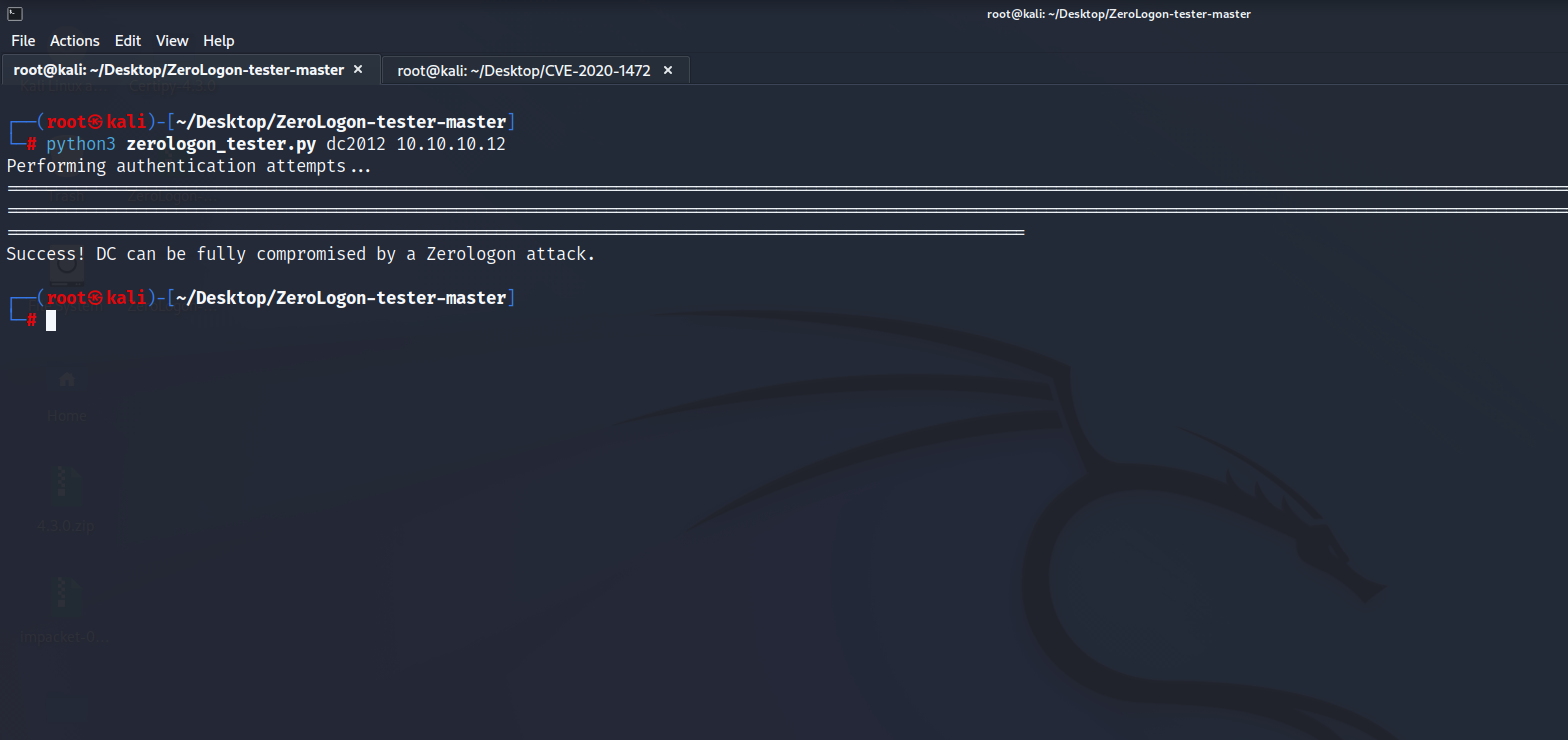 root@kali: ~/Desktop/ZeroLogon-tester-master
File Actions Edit View Help
root@kali: ~/Desktop/ZeroLogon-tester-master × root@kali: ~/Desktop/CVE-2020-1472 ×
┌──(root㉿kali)-[~/Desktop/ZeroLogon-tester-master]
└─# python3 zerologon_tester.py dc2012 10.10.10.12
Performing authentication attempts...
Success! DC can be fully compromised by a Zerologon attack.
┌──(root㉿kali)-[~/Desktop/ZeroLogon-tester-master]
└─#
Home
4.3.0.zip
impacket-0...